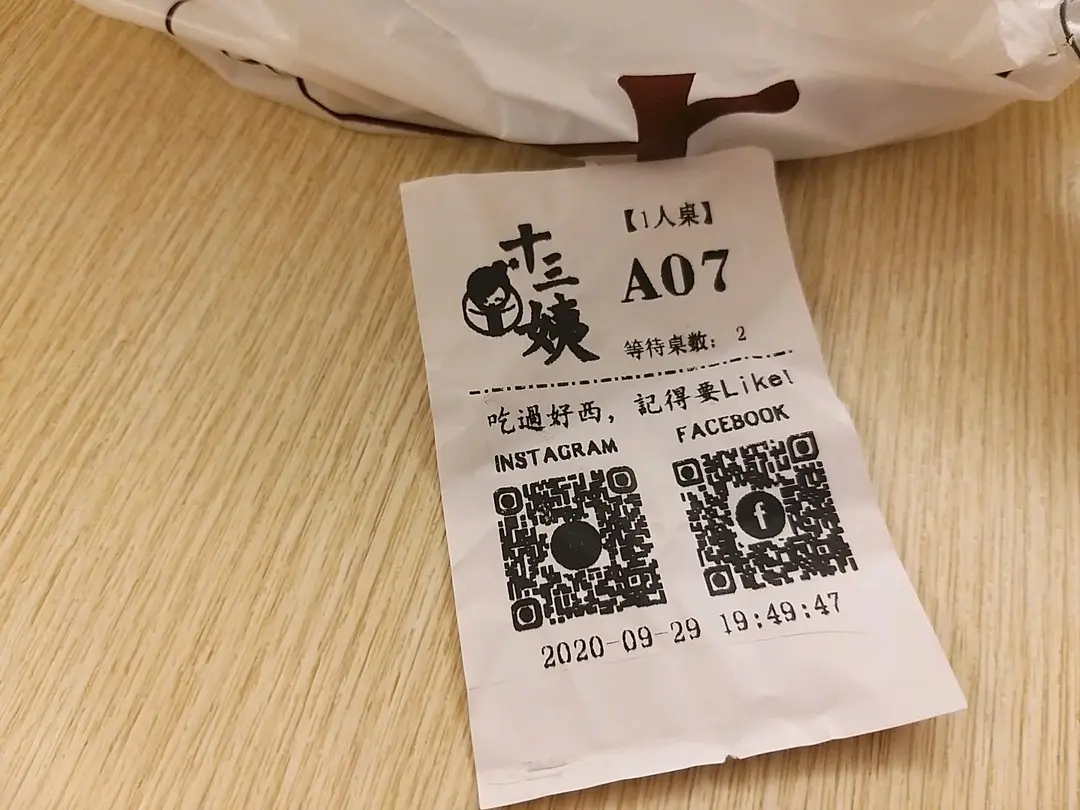 十三姨
【1人桌】
A07
等待桌數: 2
吃過好西, 記得要Like!
INSTAGRAM
FACEBOOK
f
2020-09-29 19:49:47